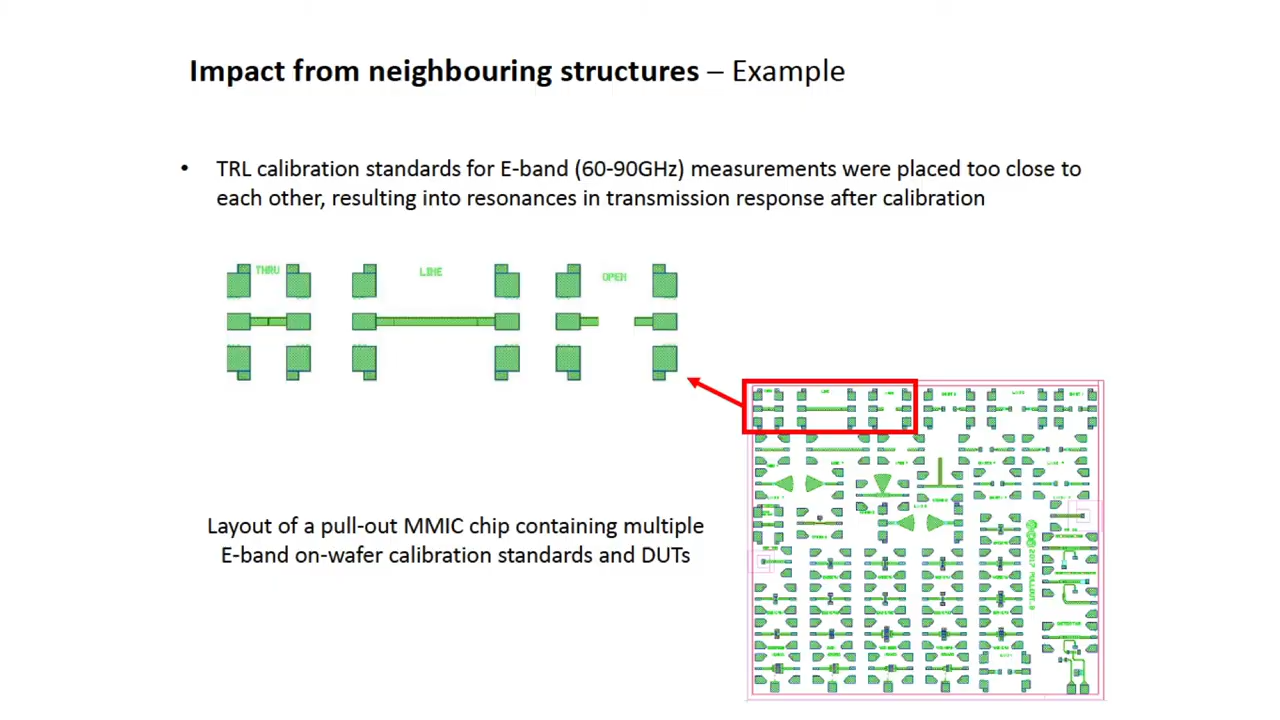 Impact from neighbouring structures – Example
• TRL calibration standards for E-band (60-90GHz) measurements were placed too close to
each other, resulting into resonances in transmission response after calibration
THRU
LINE
OPEN
Layout of a pull-out MMIC chip containing multiple
E-band on-wafer calibration standards and DUTs